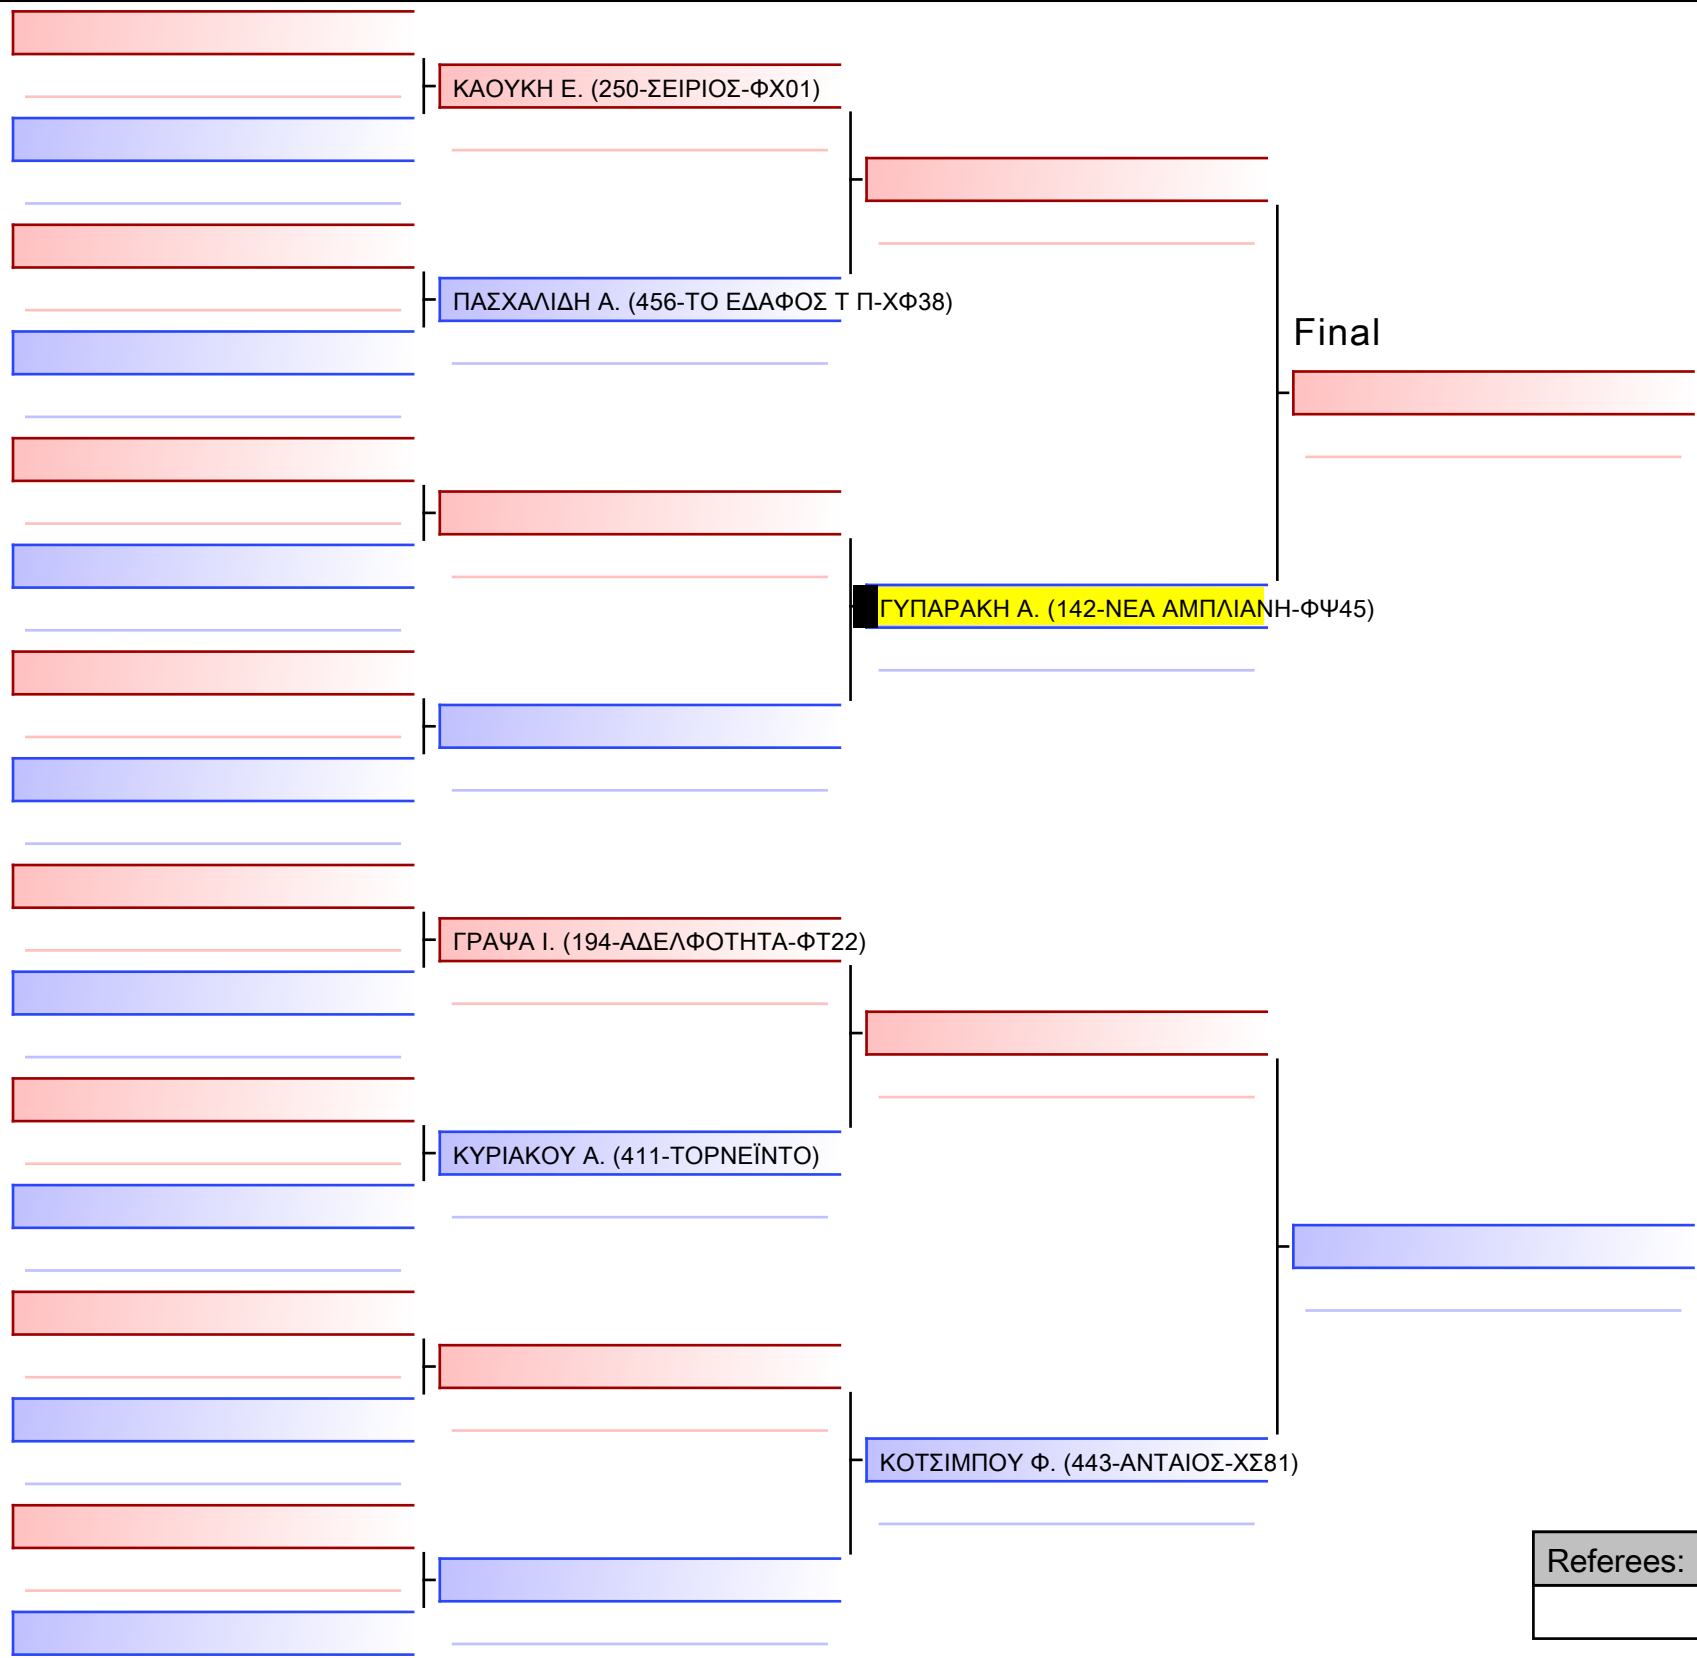 ΚΑΟΥΚΗ Ε. (250-ΣΕΙΡΙΟΣ-ΦΧ01)
ΠΑΣΧΑΛΙΔΗ Α. (456-ΤΟ ΕΔΑΦΟΣ Τ Π-ΧΦ38)
Final
ΓΥΠΑΡΑΚΗ Α. (142-ΝΕΑ ΑΜΠΛΙΑΝΗ-ΦΨ45)
ΓΡΑΨΑ Ι. (194-ΑΔΕΛΦΟΤΗΤΑ-ΦΤ22)
ΚΥΡΙΑΚΟΥ Α. (411-ΤΟΡΝΕΪΝΤΟ)
ΚΟΤΣΙΜΠΟΥ Φ. (443-ΑΝΤΑΙΟΣ-ΧΣ81)
Referees: